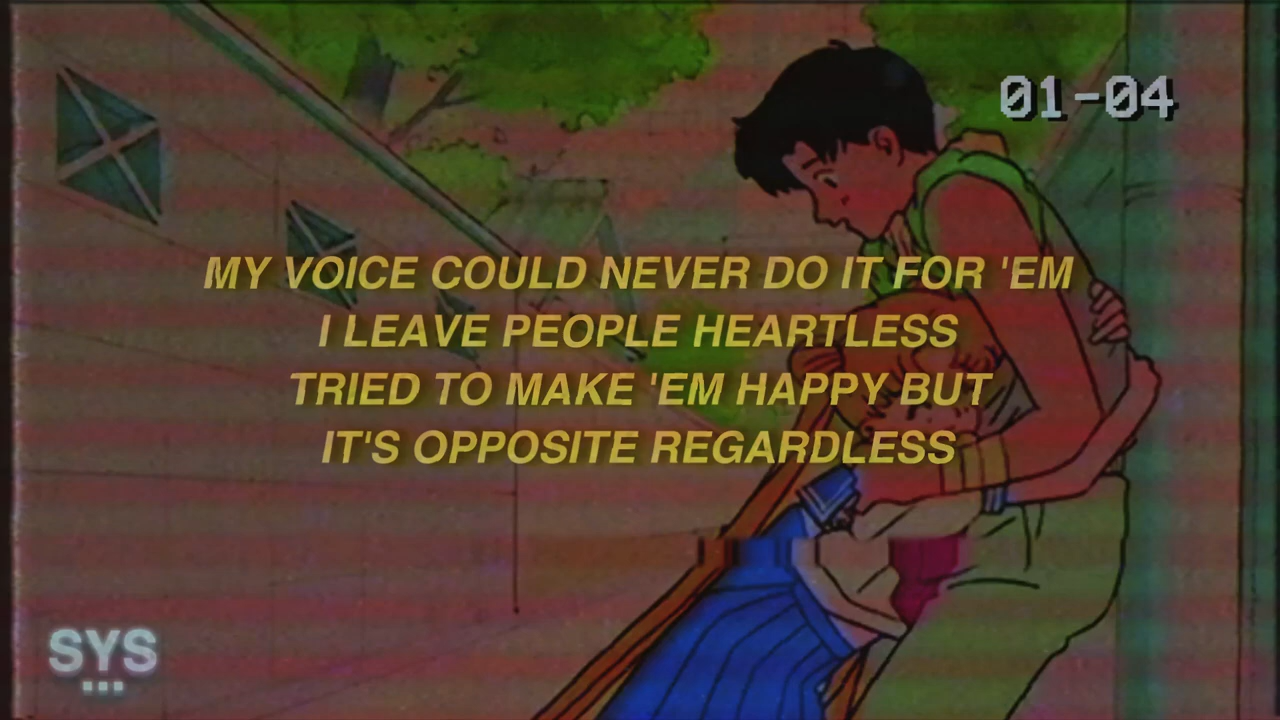 01-04
MY VOICE COULD NEVER DO IT FOR 'EM
I LEAVE PEOPLE HEARTLESS
TRIED TO MAKE 'EM HAPPY BUT
IT'S OPPOSITE REGARDLESS
SYS
...